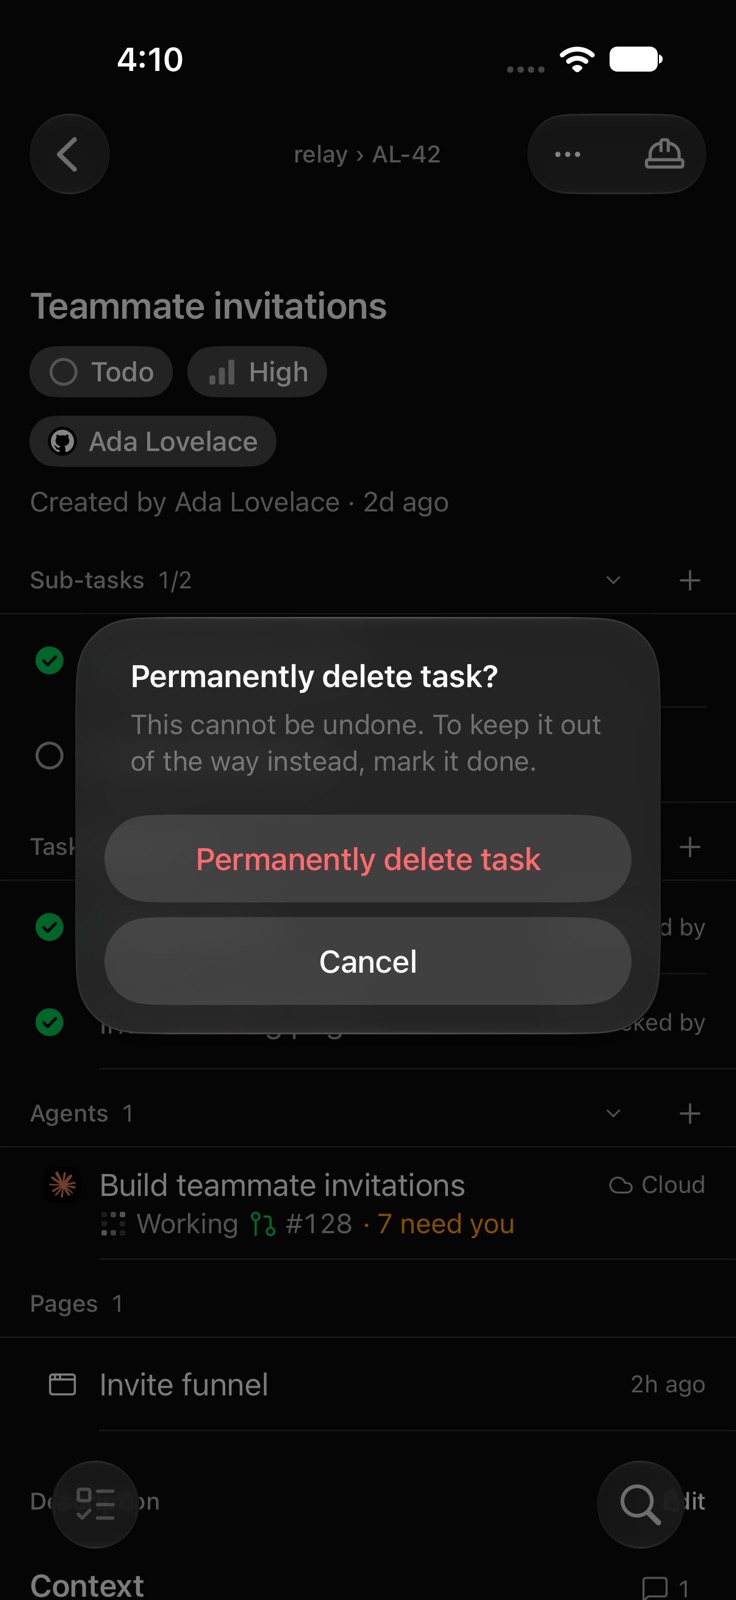 4:10
relay › AL-42
Teammate invitations
Todo
High
Ada Lovelace
Created by Ada Lovelace · 2d ago
Sub-tasks 1/2
Permanently delete task?
This cannot be undone. To keep it out
of the way instead, mark it done.
Permanently delete task
Cancel
by
by
Agents 1
Build teammate invitations
Cloud
Working #128 · 7 need you
Pages 1
Invite funnel
2h ago
Context
1